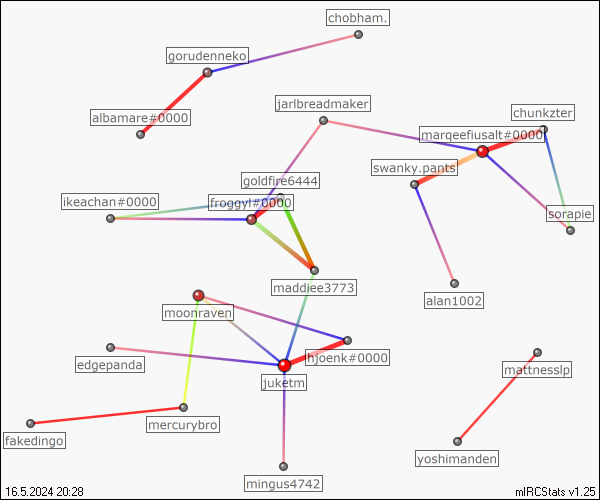 chobham.
gorudenneko
albamare#0000
jarlbreadmaker
chunkzter
marqeefiusalt#0000
swanky.pants
goldfire6444
ikeachan#0000
froggy!#0000
sorapie
maddiee3773
alan1002
moonraven
hjoenk#0000
edgepanda
mattnesslp
juketm
mercurybro
fakedingo
yoshimanden
mingus4742
16.5.2024 20:28
mIRCStats v1.25